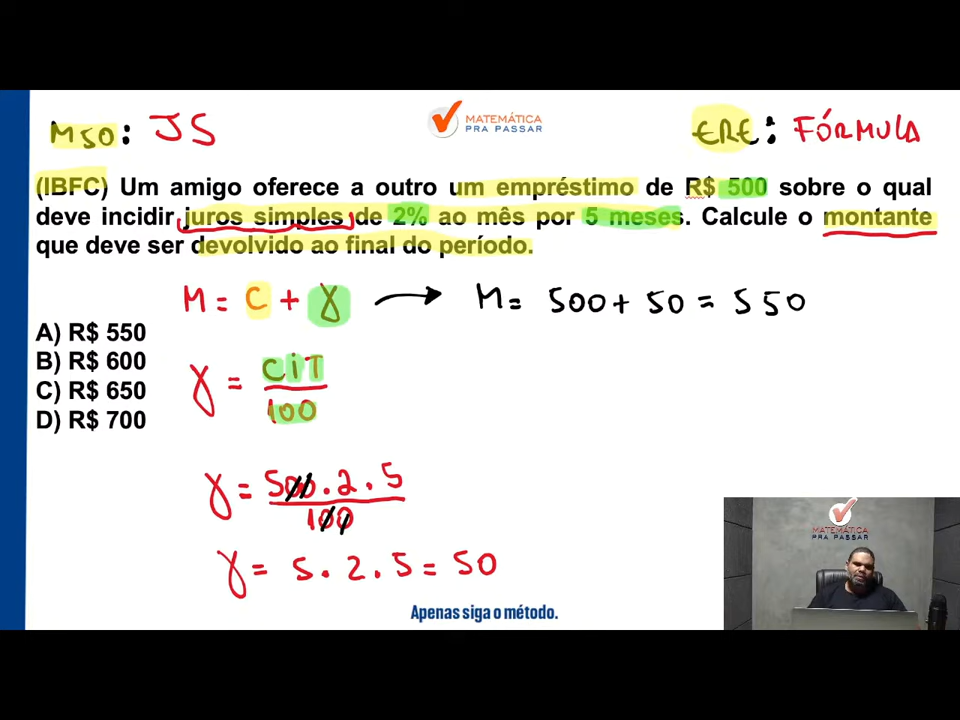 M50: JS
MATEMÁTICA
PRA PASSAR
ERE: FÓRMULA
(IBFC) Um amigo oferece a outro um empréstimo de R$ 500 sobre o qual
deve incidir juros simples de 2% ao mês por 5 meses. Calcule o montante
que deve ser devolvido ao final do período.
M = C + J → M = 500 + 50 = 550
A) R$ 550
B) R$ 600
C) R$ 650
D) R$ 700
J = CiT
100
J = 500.2.5
100
J = 5.2.5 = 50
MATEMÁTICA
PRA PASSAR
Apenas siga o método.